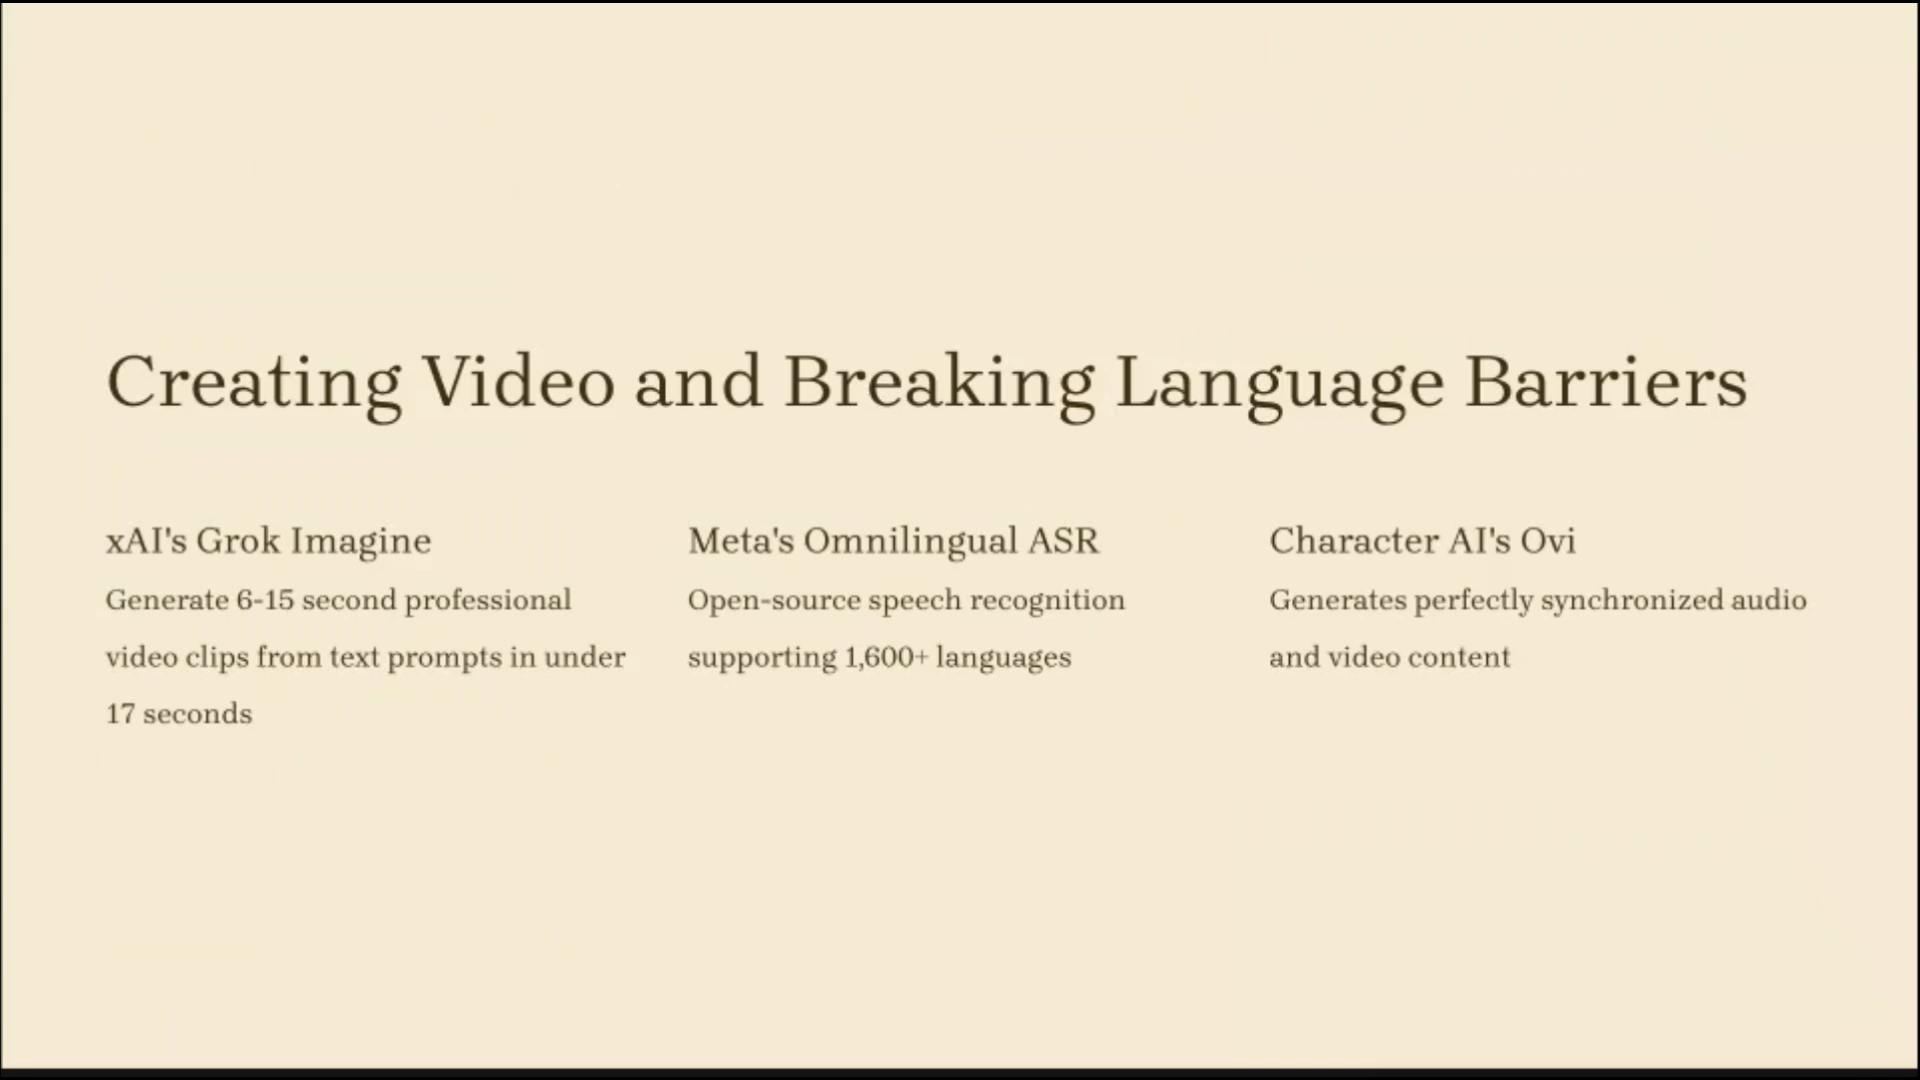 Creating Video and Breaking Language Barriers
xAI's Grok Imagine
Generate 6-15 second professional
video clips from text prompts in under
17 seconds
Meta's Omnilingual ASR
Open-source speech recognition
supporting 1,600+ languages
Character AI's Ovi
Generates perfectly synchronized audio
and video content